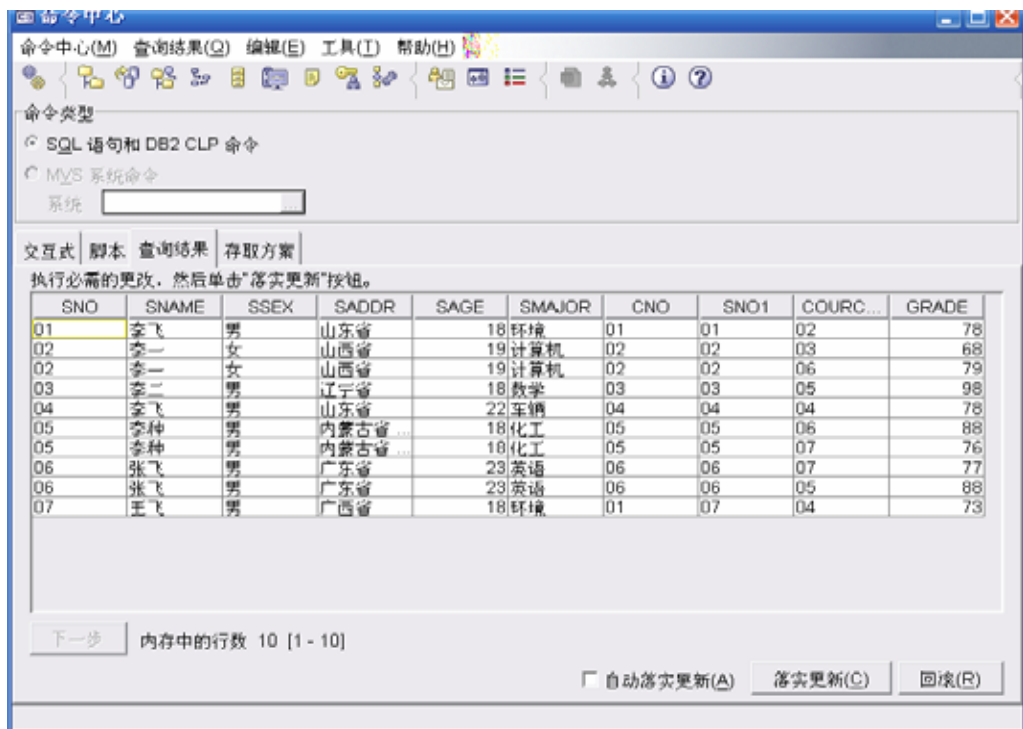 命令中心
命令中心(M) 查询结果(Q) 编辑(E) 工具(T) 帮助(H)
命令类型
SQL 语句和 DB2 CLP 命令
MVS 系统命令
系统 ...
交互式 脚本 查询结果 存取方案
执行必需的更改，然后单击"落实更新"按钮。
SNO SNAME SSEX SADDR SAGE SMAJOR CNO SNO1 COURC... GRADE
01 李飞 男 山东省 18 环境 01 01 02 78
02 李一 女 山西省 19 计算机 02 02 03 68
02 李一 女 山西省 19 计算机 02 02 06 79
03 李二 男 辽宁省 18 数学 03 03 05 98
04 李飞 男 山东省 22 车辆 04 04 04 78
05 李种 男 内蒙古省 ... 18 化工 05 05 06 88
05 李种 男 内蒙古省 ... 18 化工 05 05 07 76
06 张飞 男 广东省 23 英语 06 06 07 77
06 张飞 男 广东省 23 英语 06 06 05 88
07 王飞 男 广西省 18 环境 01 07 04 73
下一步 内存中的行数 10 [1 - 10]
自动落实更新(A) 落实更新(C) 回滚(R)